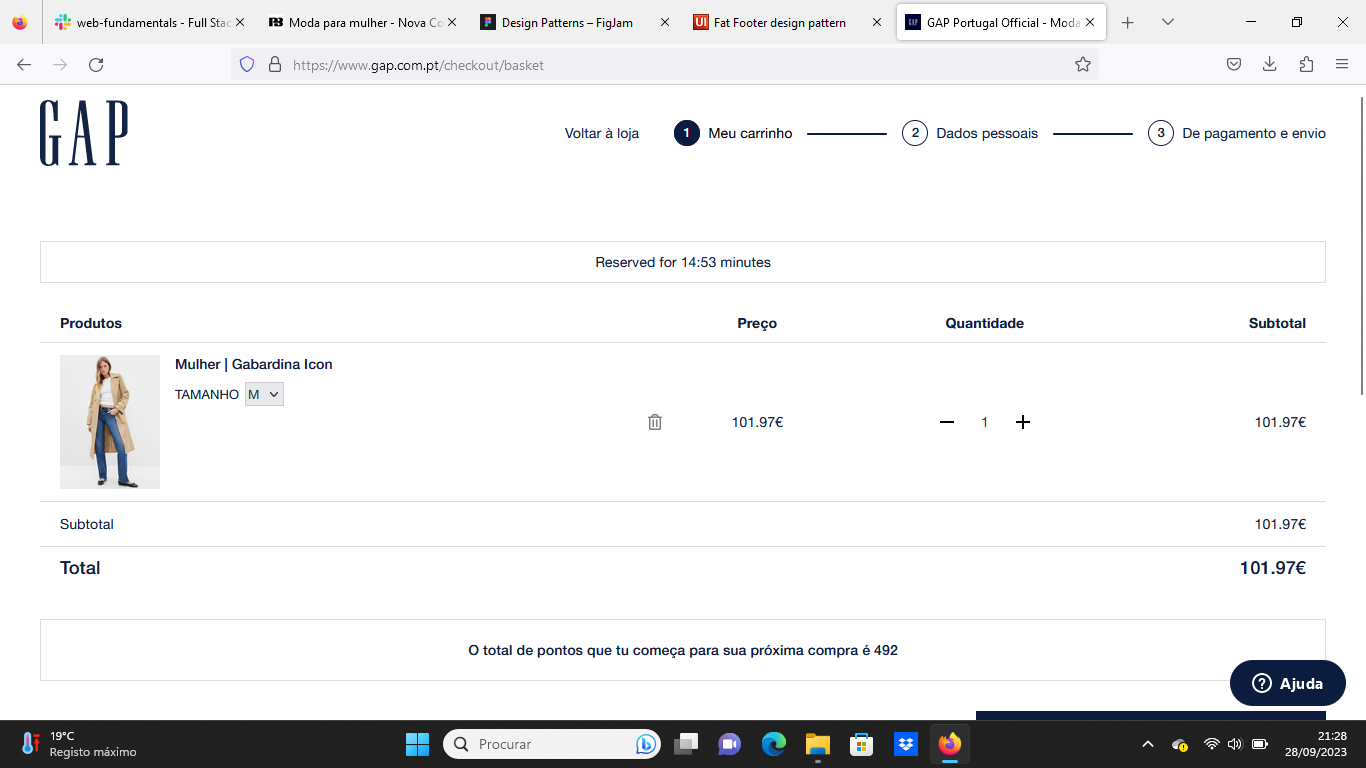 web-fundamentals - Full Stac
Moda para mulher - Nova Co
Design Patterns – FigJam
UI
Fat Footer design pattern
GAP
GAP Portugal Official - Moda
https://www.gap.com.pt/checkout/basket
GAP
Voltar à loja
1 Meu carrinho
2 Dados pessoais
3 De pagamento e envio
Reserved for 14:53 minutes
Produtos Preço Quantidade Subtotal
Mulher | Gabardina Icon
TAMANHO M
101.97€ 1 101.97€
Subtotal 101.97€
Total 101.97€
O total de pontos que tu começa para sua próxima compra é 492
? Ajuda
19°C
Registo máximo
Procurar
21:28
28/09/2023